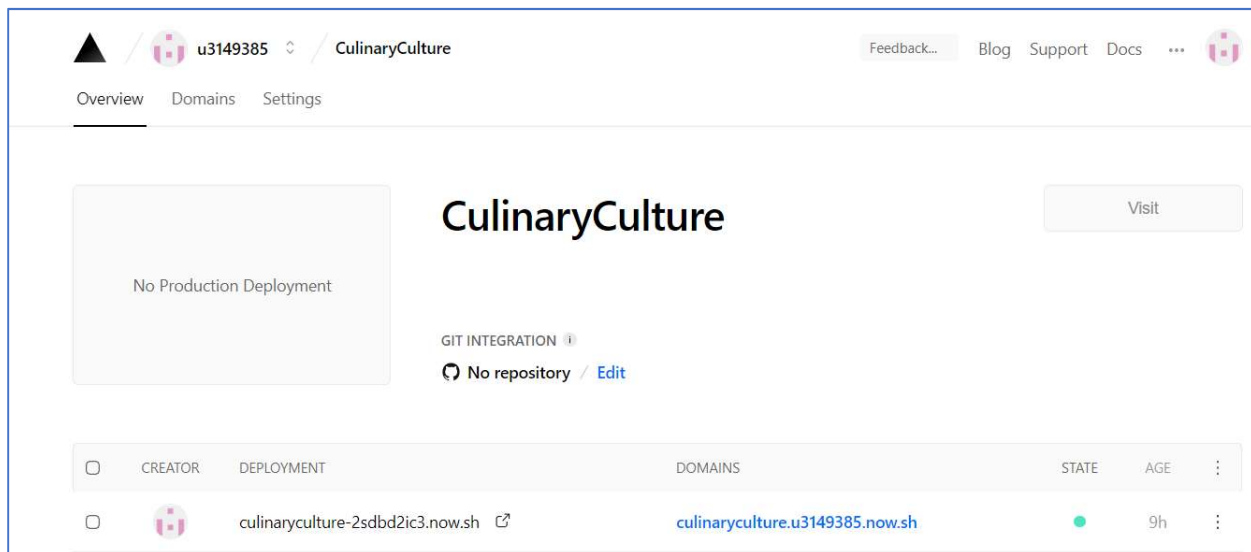 u3149385 CulinaryCulture Feedback... Blog Support Docs ...
Overview Domains Settings
CulinaryCulture
Visit
No Production Deployment
GIT INTEGRATION i
No repository / Edit
CREATOR DEPLOYMENT DOMAINS STATE AGE
culinaryculture-2sdbd2ic3.now.sh culinaryculture.u3149385.now.sh 9h